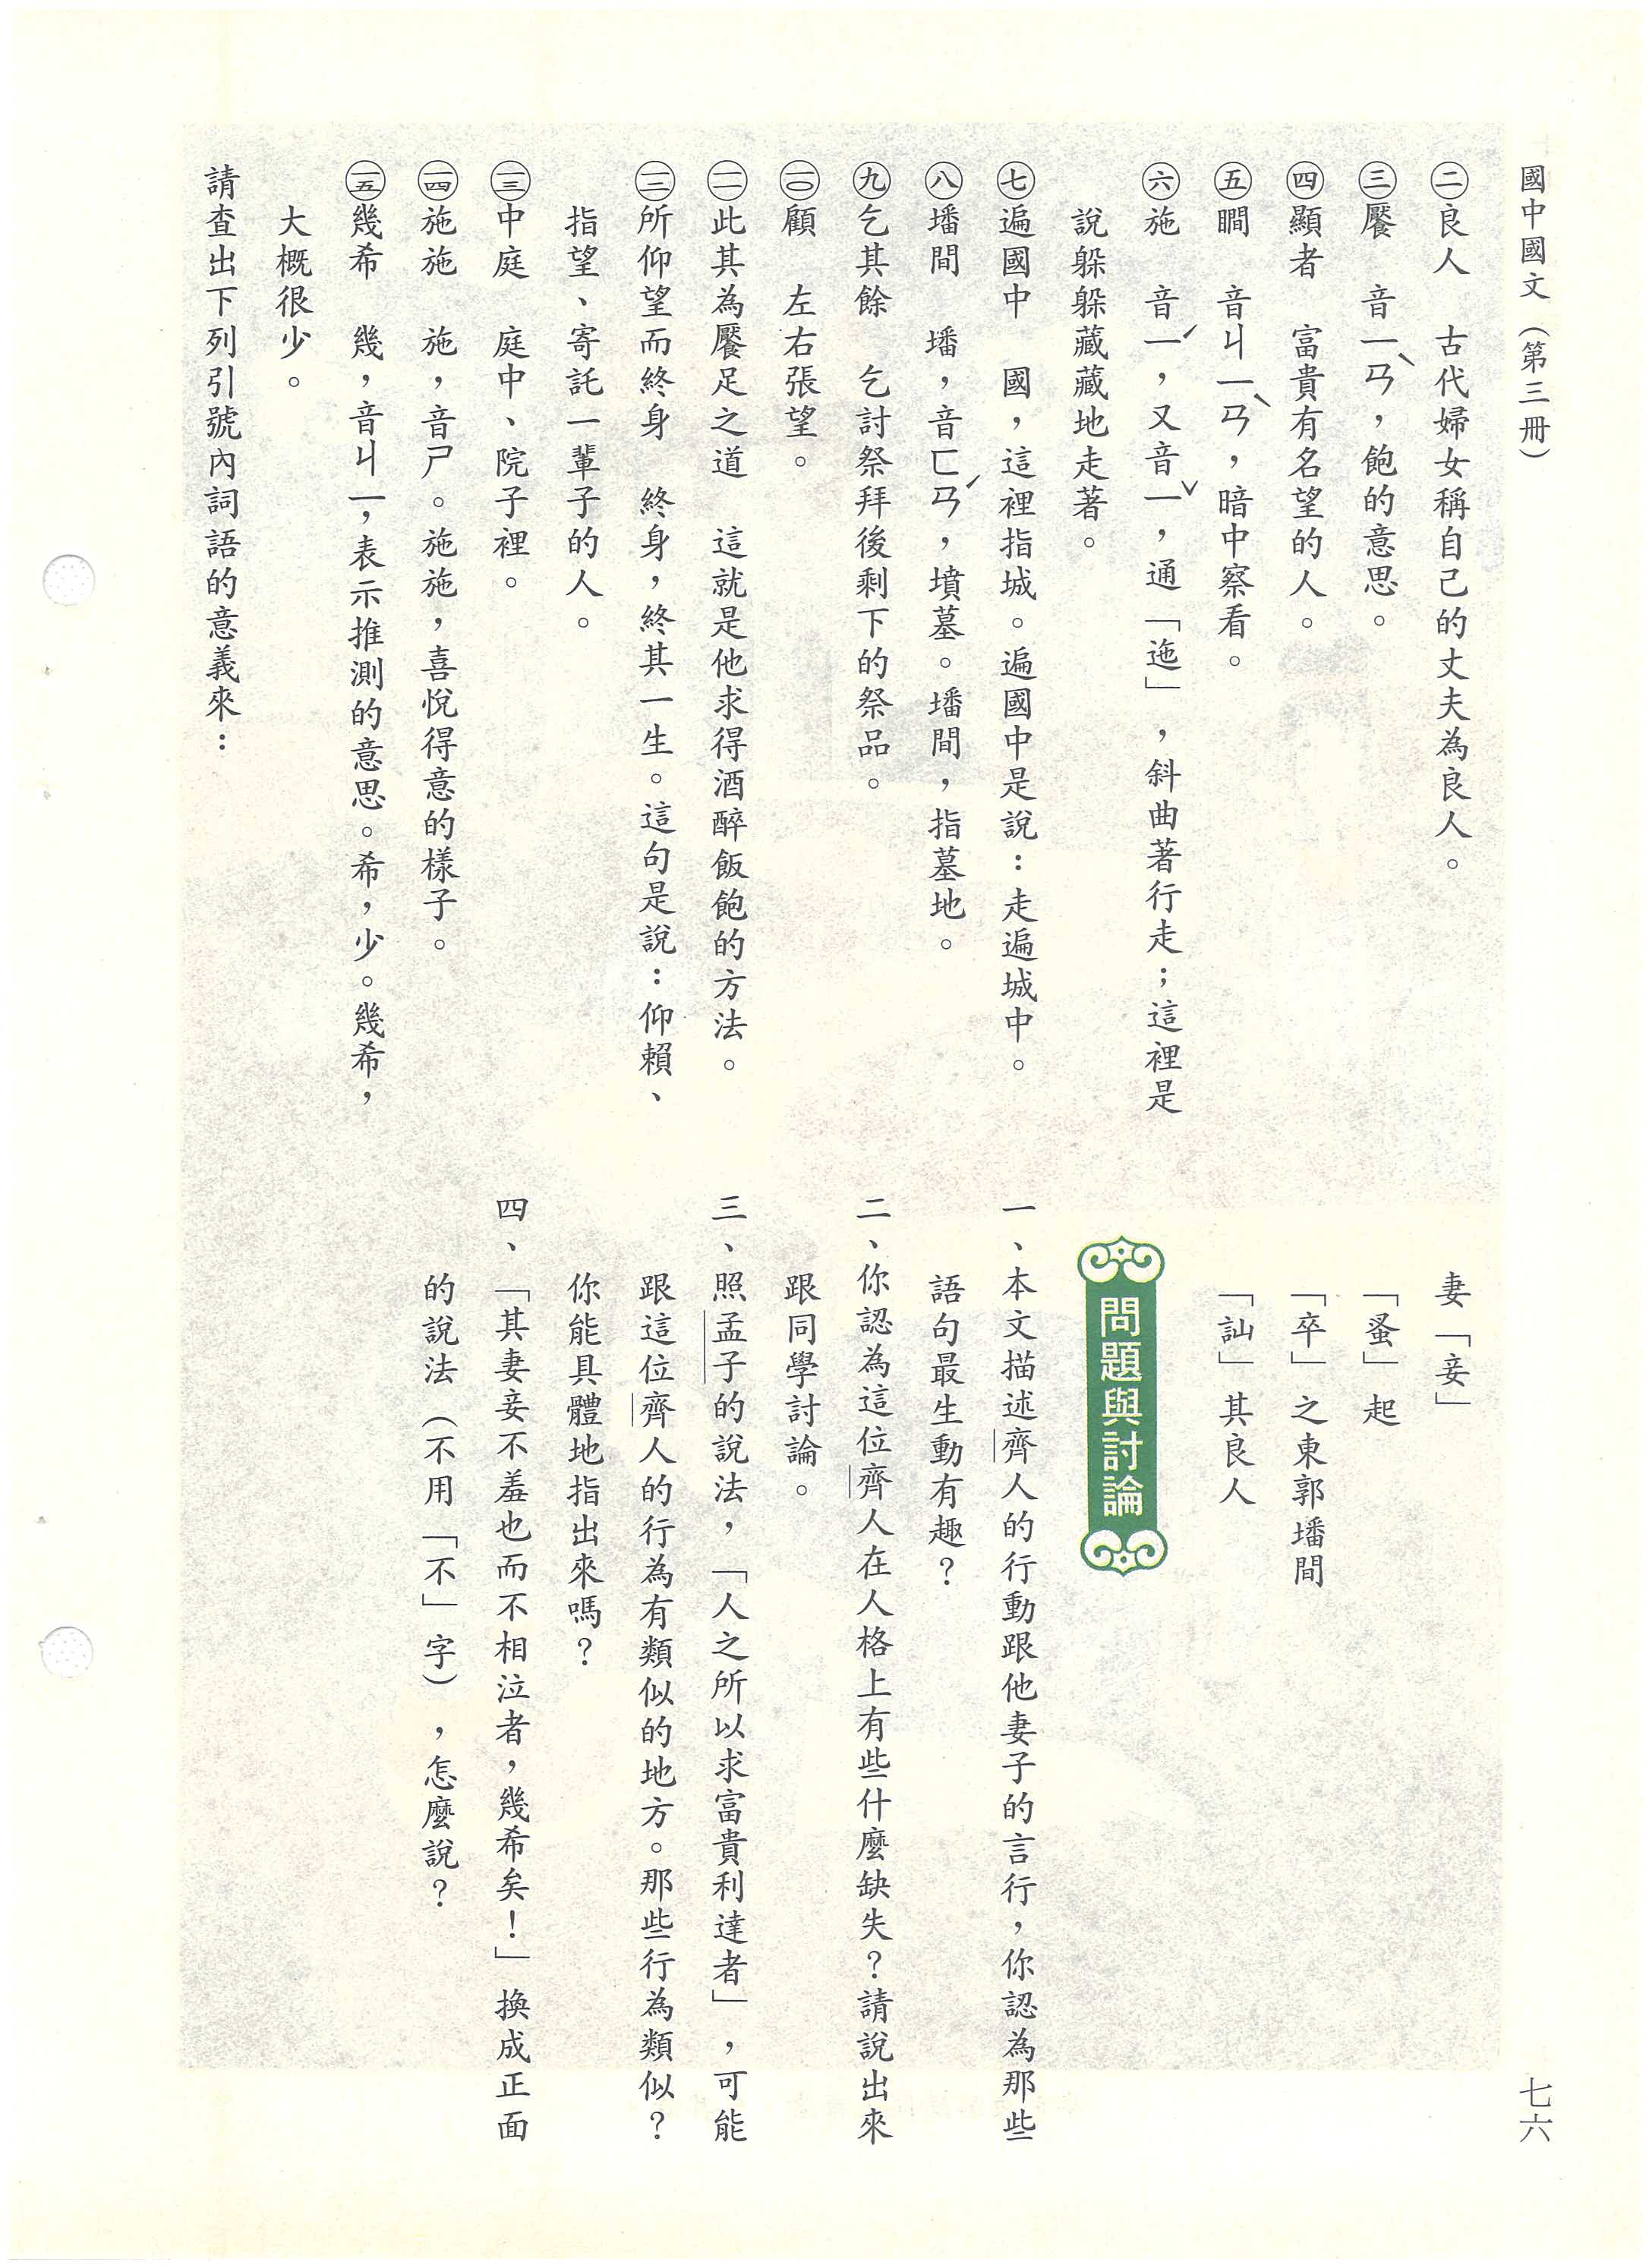 國中國文（第三冊）
七六
㊁良人　古代婦女稱自己的丈夫為良人。
㊂饜　音ㄧㄢˋ，飽的意思。
㊃顯者　富貴有名望的人。
㊄瞷　音ㄐㄧㄢˋ，暗中察看。
㊅施　音ㄧˊ，又音ㄧˇ，通「迤」，斜曲著行走；這裡是
說躲躲藏藏地走著。
㊆遍國中　國，這裡指城。遍國中是說：走遍城中。
㊇墦間　墦，音ㄈㄢˊ，墳墓。墦間，指墓地。
㊈乞其餘　乞討祭拜後剩下的祭品。
㊀〇顧　左右張望。
㊀一此其為饜足之道　這就是他求得酒醉飯飽的方法。
㊀二所仰望而終身　終身，終其一生。這句是說：仰賴、
指望、寄託一輩子的人。
㊀三中庭　庭中、院子裡。
㊀四施施　施，音ㄕ。施施，喜悅得意的樣子。
㊀五幾希　幾，音ㄐㄧ，表示推測的意思。希，少。幾希，
大概很少。
請查出下列引號內詞語的意義來：
妻「妾」
「蚤」起
「卒」之東郭墦間
「訕」其良人
問題與討論
一、本文描述齊人的行動跟他妻子的言行，你認為那些
語句最生動有趣？
二、你認為這位齊人在人格上有些什麼缺失？請說出來
跟同學討論。
三、照孟子的說法，「人之所以求富貴利達者」，可能
跟這位齊人的行為有類似的地方。那些行為類似？
你能具體地指出來嗎？
四、「其妻妾不羞也而不相泣者，幾希矣！」換成正面
的說法（不用「不」字），怎麼說？